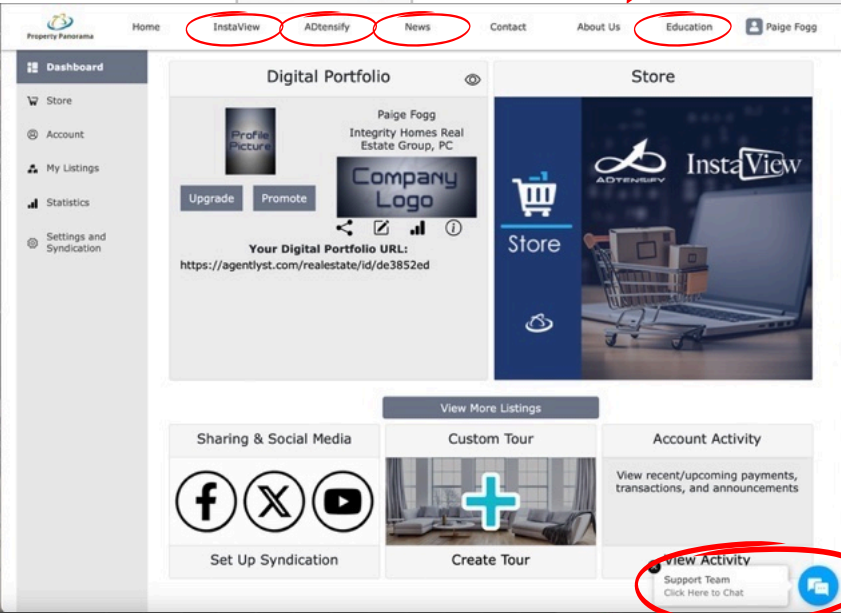 Property Panorama
Home
InstaView
ADtensify
News
Contact
About Us
Education
Paige Fogg
Dashboard
Store
Account
My Listings
Statistics
Settings and
Syndication
Digital Portfolio
Profile
Picture
Paige Fogg
Integrity Homes Real
Estate Group, PC
Company
Logo
Upgrade
Promote
Your Digital Portfolio URL:
https://agentlyst.com/realestate/id/de3852ed
Store
Store
ADTENSIFY
InstaView
View More Listings
Sharing & Social Media
Set Up Syndication
Custom Tour
Create Tour
Account Activity
View recent/upcoming payments,
transactions, and announcements
View Activity
Support Team
Click Here to Chat